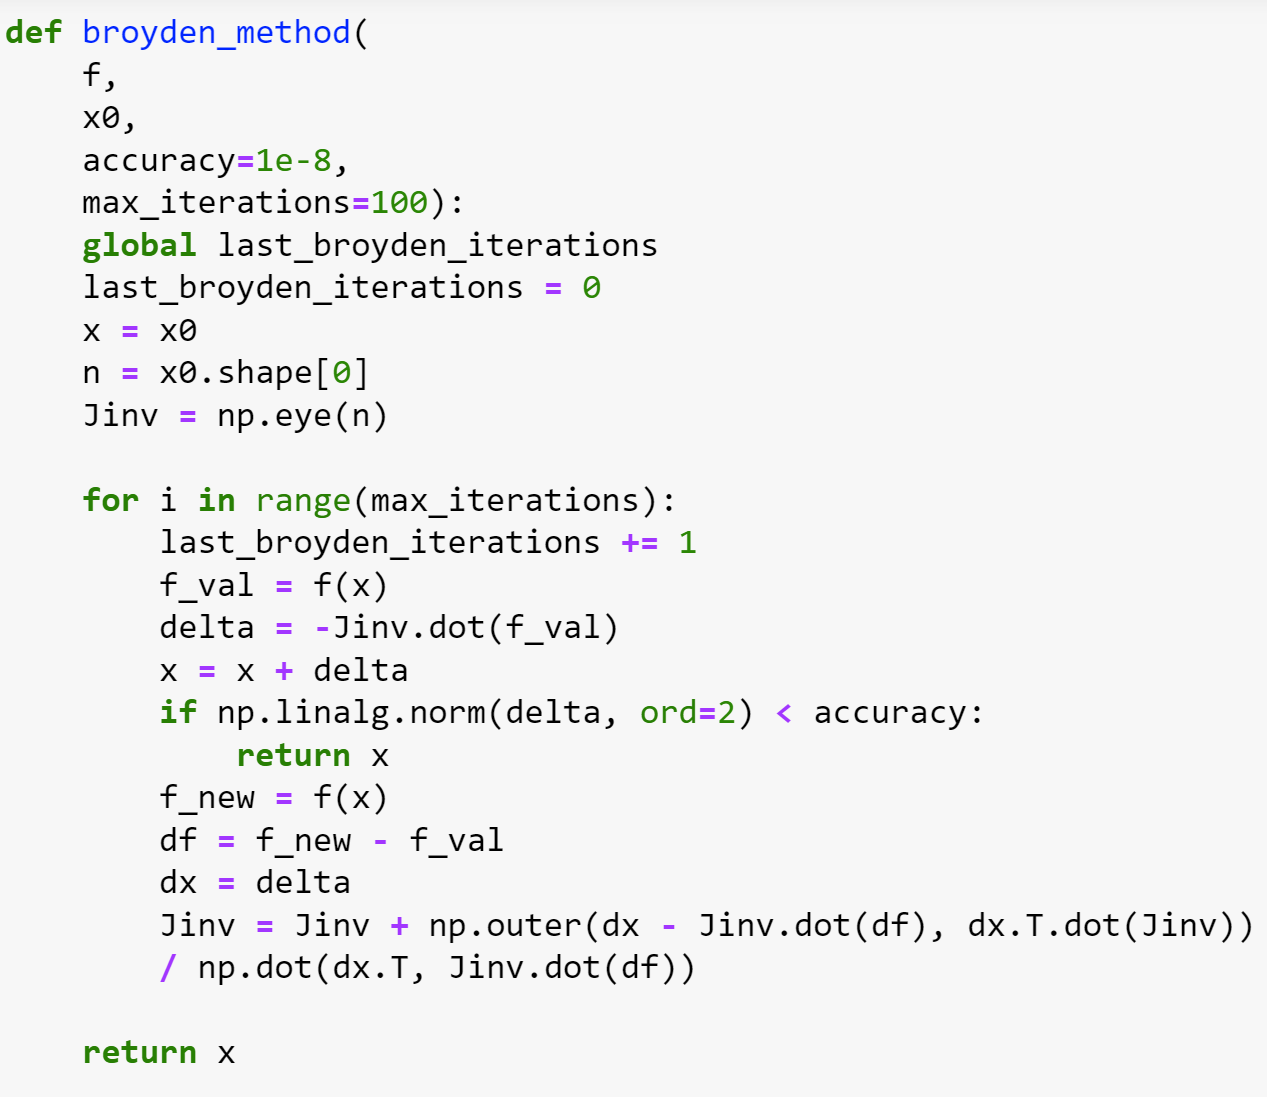 def broyden_method(
    f,
    x0,
    accuracy=1e-8,
    max_iterations=100):
    global last_broyden_iterations
    last_broyden_iterations = 0
    x = x0
    n = x0.shape[0]
    Jinv = np.eye(n)

    for i in range(max_iterations):
        last_broyden_iterations += 1
        f_val = f(x)
        delta = -Jinv.dot(f_val)
        x = x + delta
        if np.linalg.norm(delta, ord=2) < accuracy:
            return x
        f_new = f(x)
        df = f_new - f_val
        dx = delta
        Jinv = Jinv + np.outer(dx - Jinv.dot(df), dx.T.dot(Jinv))
        / np.dot(dx.T, Jinv.dot(df))

    return x